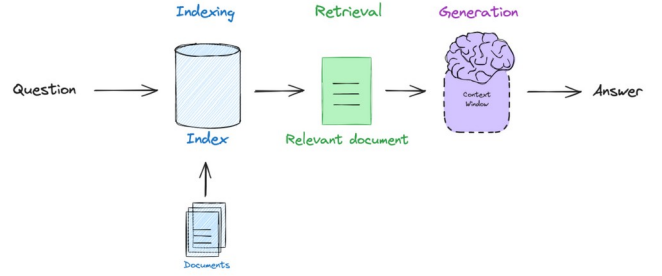 Indexing
Retrieval
Generation
Question
Context
Window
Answer
Index
Relevant document
Documents